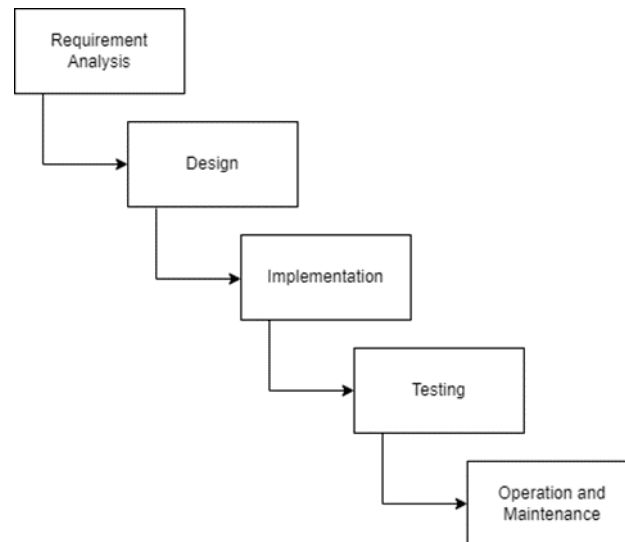 Requirement
Analysis
Design
Implementation
Testing
Operation and
Maintenance